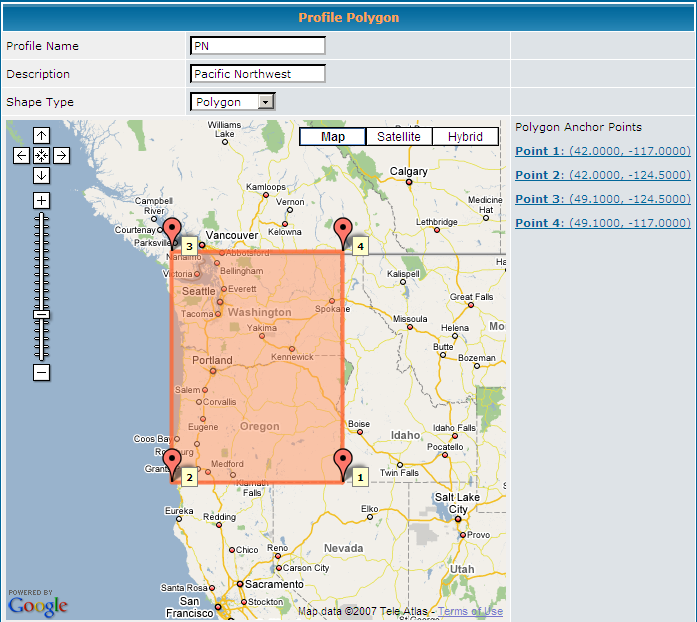 Profile Polygon
Profile Name
PN
Description
Pacific Northwest
Shape Type
Polygon
Map
Satellite
Hybrid
Polygon Anchor Points
Point 1: (42.0000, -117.0000)
Point 2: (42.0000, -124.5000)
Point 3: (49.1000, -124.5000)
Point 4: (49.1000, -117.0000)
Williams
Lake
Calgary
Kamloops
Vernon
Medicine
Hat
Campbell
River
Courtenay
Kelowna
Lethbridge
Vancouver
Parksville
3
4
Abbotsford
Nanaimo
Bellingham
Victoria
Kalispell
Ha
Everett
Seattle
Great Falls
Spokane
Tacoma
Washington
Missoula
Helena
Mo
Yakima
Butte
Kennewick
Bozeman
Portland
Salem
Corvallis
Eugene
Oregon
Boise
Idaho
Idaho Falls
Coos Bay
Pocatello
Medford
Twin Falls
2
1
Klamath
Falls
Salt Lake
City
Eureka
Redding
Elko
Provo
Chico
Reno
Nevada
Carson City
Utah
Santa Rosa
Sacramento
Stockton
San
Francisco
POWERED BY
Google
Map data ©2007 Tele Atlas - Terms of Use
St George